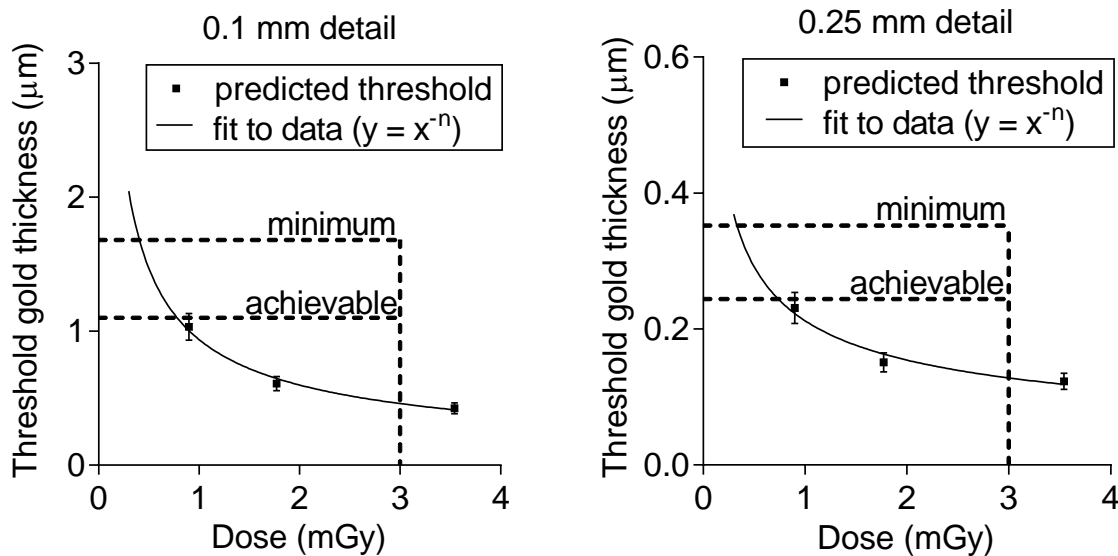 0.1 mm detail
Threshold gold thickness (μm)
3
2
1
0
predicted threshold
fit to data (y = x⁻ⁿ)
minimum
achievable
0 1 2 3 4
Dose (mGy)
0.25 mm detail
Threshold gold thickness (μm)
0.6
0.4
0.2
0.0
predicted threshold
fit to data (y = x⁻ⁿ)
minimum
achievable
0 1 2 3 4
Dose (mGy)